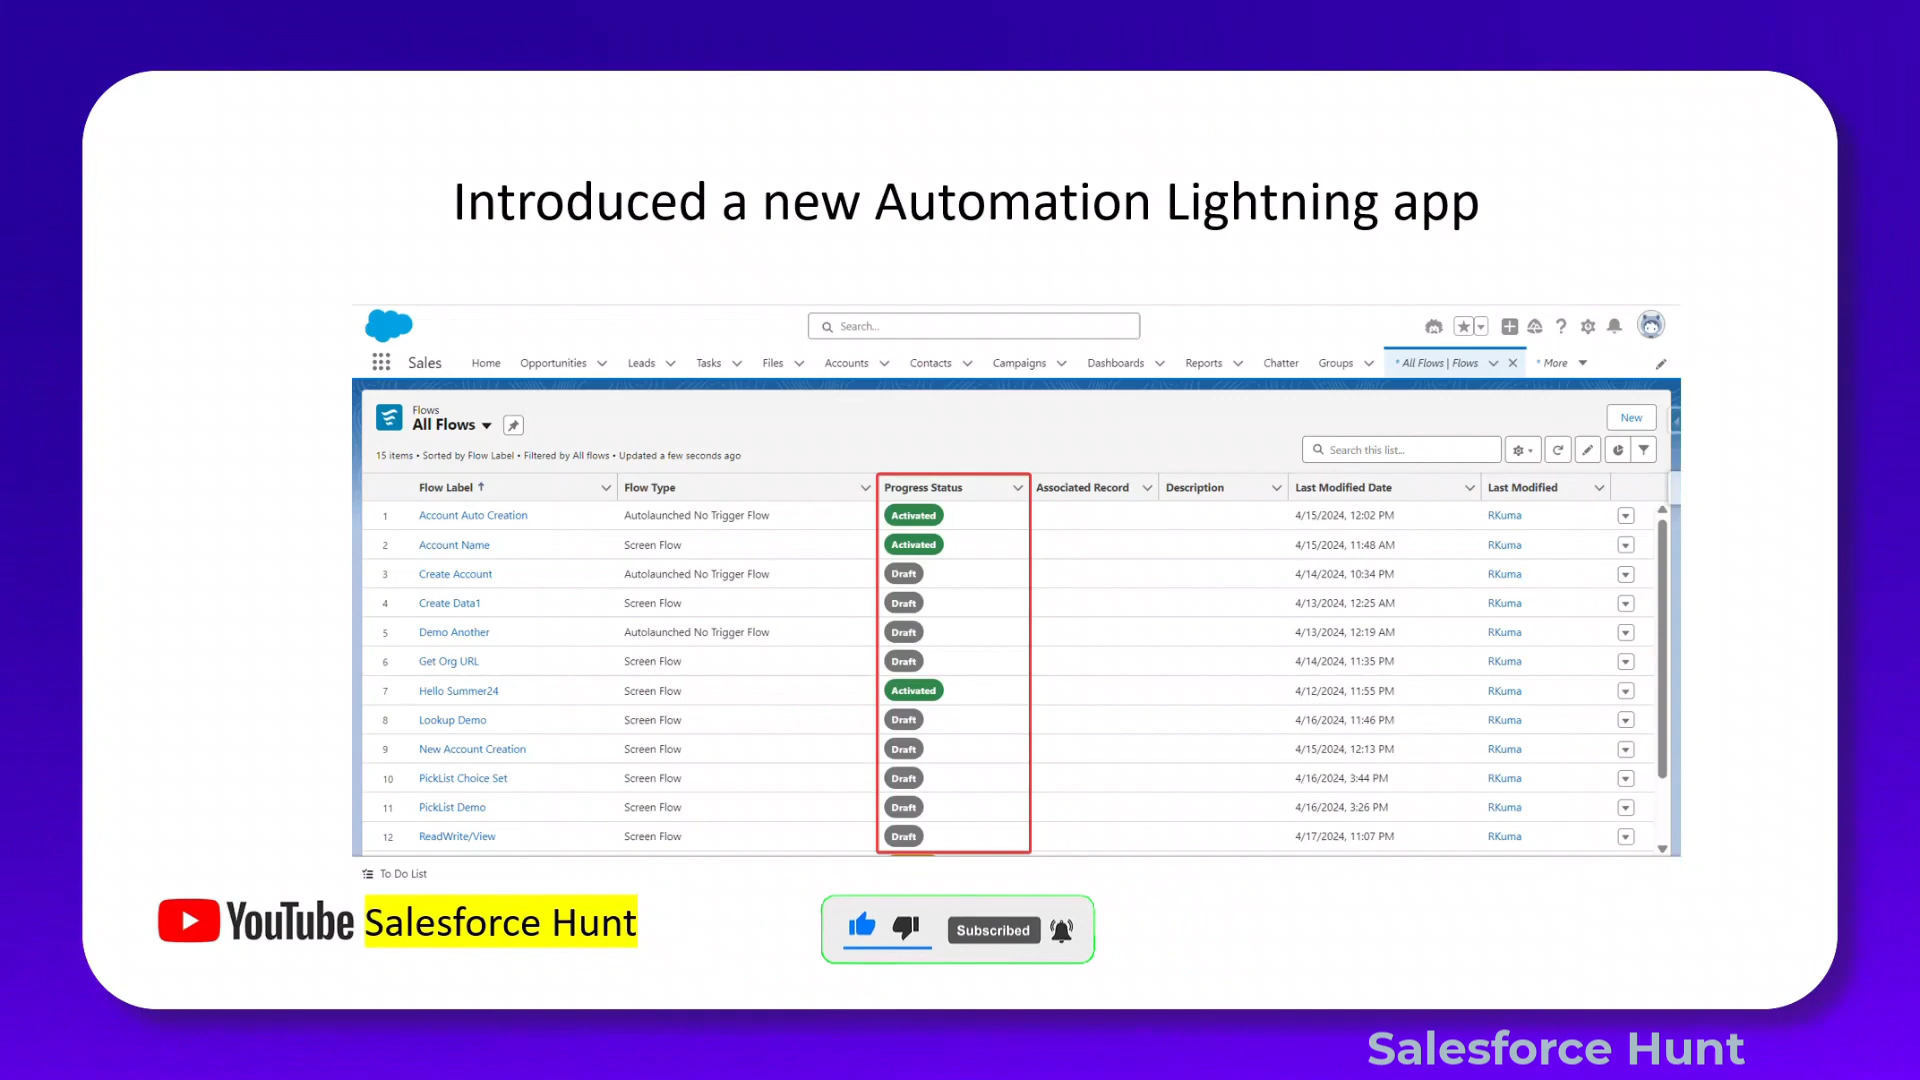 Introduced a new Automation Lightning app
Search...
Sales Home Opportunities Leads Tasks Files Accounts Contacts Campaigns Dashboards Reports Chatter Groups * All Flows | Flows * More
Flows
All Flows
New
15 items • Sorted by Flow Label • Filtered by All flows • Updated a few seconds ago
Search this list...
Flow Label ↑ Flow Type Progress Status Associated Record Description Last Modified Date Last Modified
1 Account Auto Creation Autolaunched No Trigger Flow Activated 4/15/2024, 12:02 PM RKuma
2 Account Name Screen Flow Activated 4/15/2024, 11:48 AM RKuma
3 Create Account Autolaunched No Trigger Flow Draft 4/14/2024, 10:34 PM RKuma
4 Create Data1 Screen Flow Draft 4/13/2024, 12:25 AM RKuma
5 Demo Another Autolaunched No Trigger Flow Draft 4/13/2024, 12:19 AM RKuma
6 Get Org URL Screen Flow Draft 4/14/2024, 11:35 PM RKuma
7 Hello Summer24 Screen Flow Activated 4/12/2024, 11:55 PM RKuma
8 Lookup Demo Screen Flow Draft 4/16/2024, 11:46 PM RKuma
9 New Account Creation Screen Flow Draft 4/15/2024, 12:13 PM RKuma
10 PickList Choice Set Screen Flow Draft 4/16/2024, 3:44 PM RKuma
11 PickList Demo Screen Flow Draft 4/16/2024, 3:26 PM RKuma
12 ReadWrite/View Screen Flow Draft 4/17/2024, 11:07 PM RKuma
To Do List
YouTube Salesforce Hunt
Subscribed
Salesforce Hunt